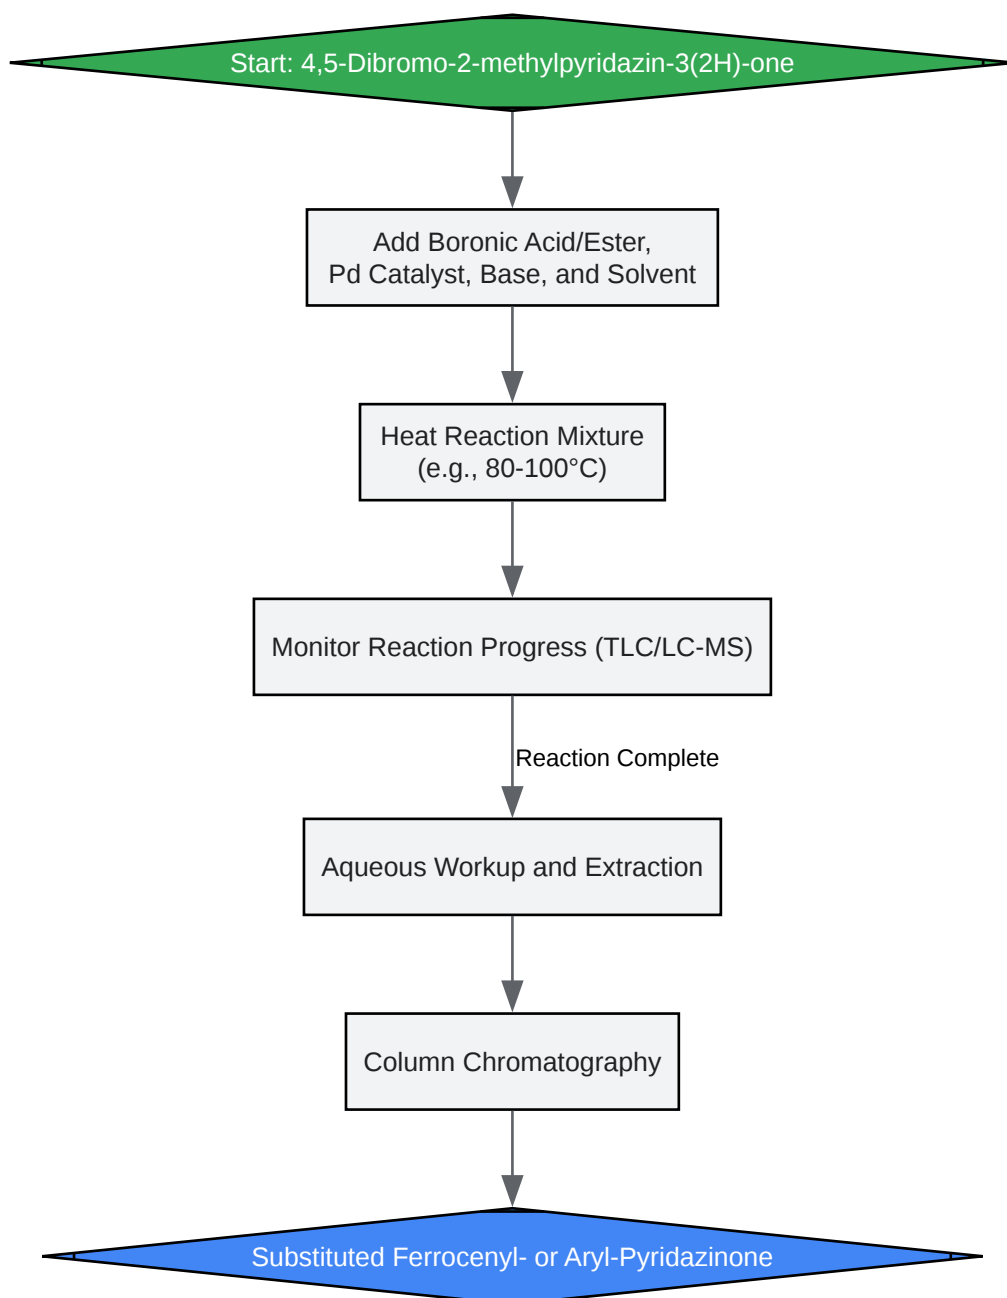 Start: 4,5-Dibromo-2-methylpyridazin-3(2H)-one
Add Boronic Acid/Ester,
Pd Catalyst, Base, and Solvent
Heat Reaction Mixture
(e.g., 80-100°C)
Monitor Reaction Progress (TLC/LC-MS)
Reaction Complete
Aqueous Workup and Extraction
Column Chromatography
Substituted Ferrocenyl- or Aryl-Pyridazinone